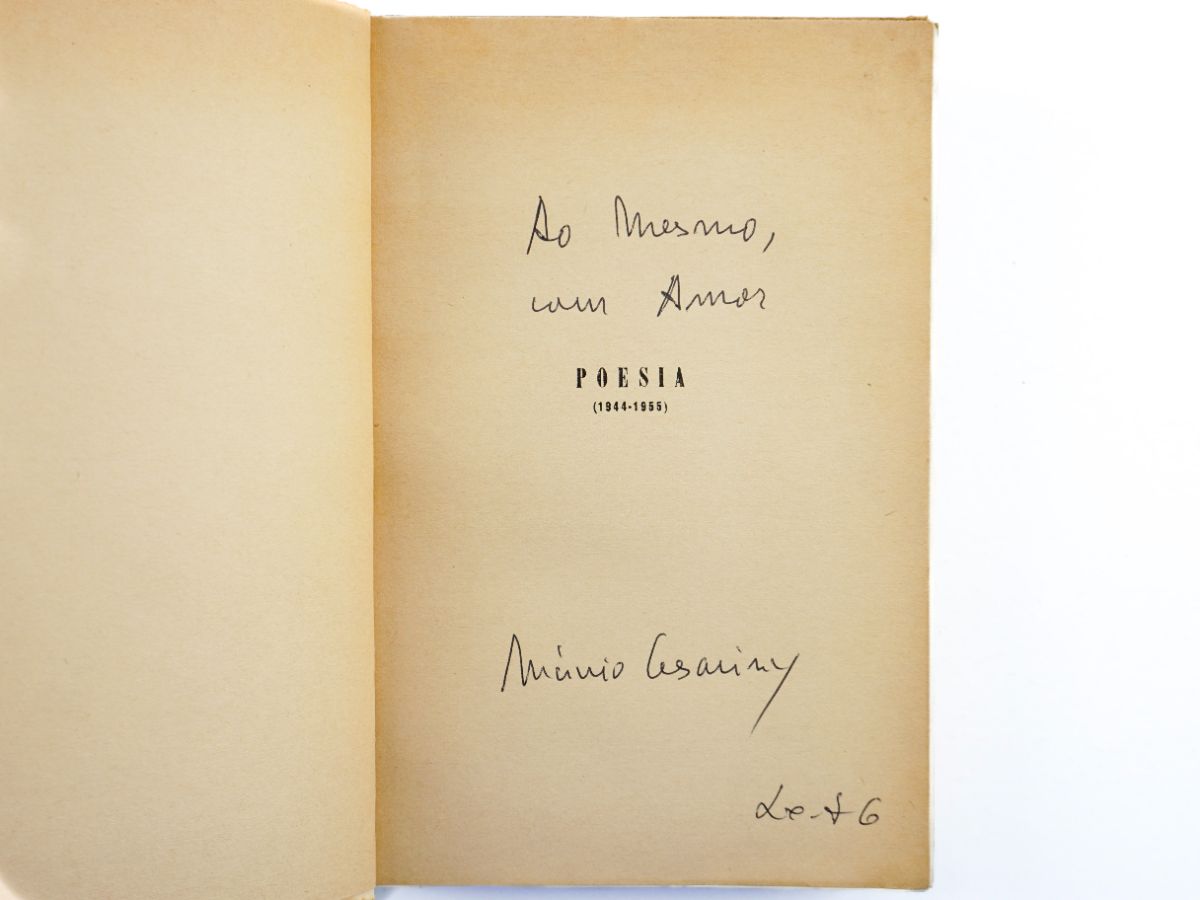 Ao Mesmo,
com Amor
POESIA
(1944-1955)
Mário Cesariny